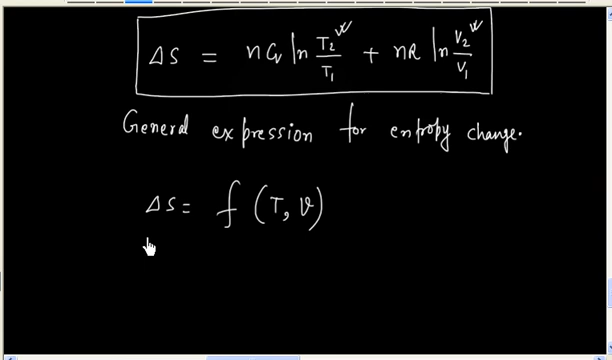 ΔS = nCv ln T2/T1 + nR ln V2/V1
General expression for entropy change.
ΔS = f (T, V)